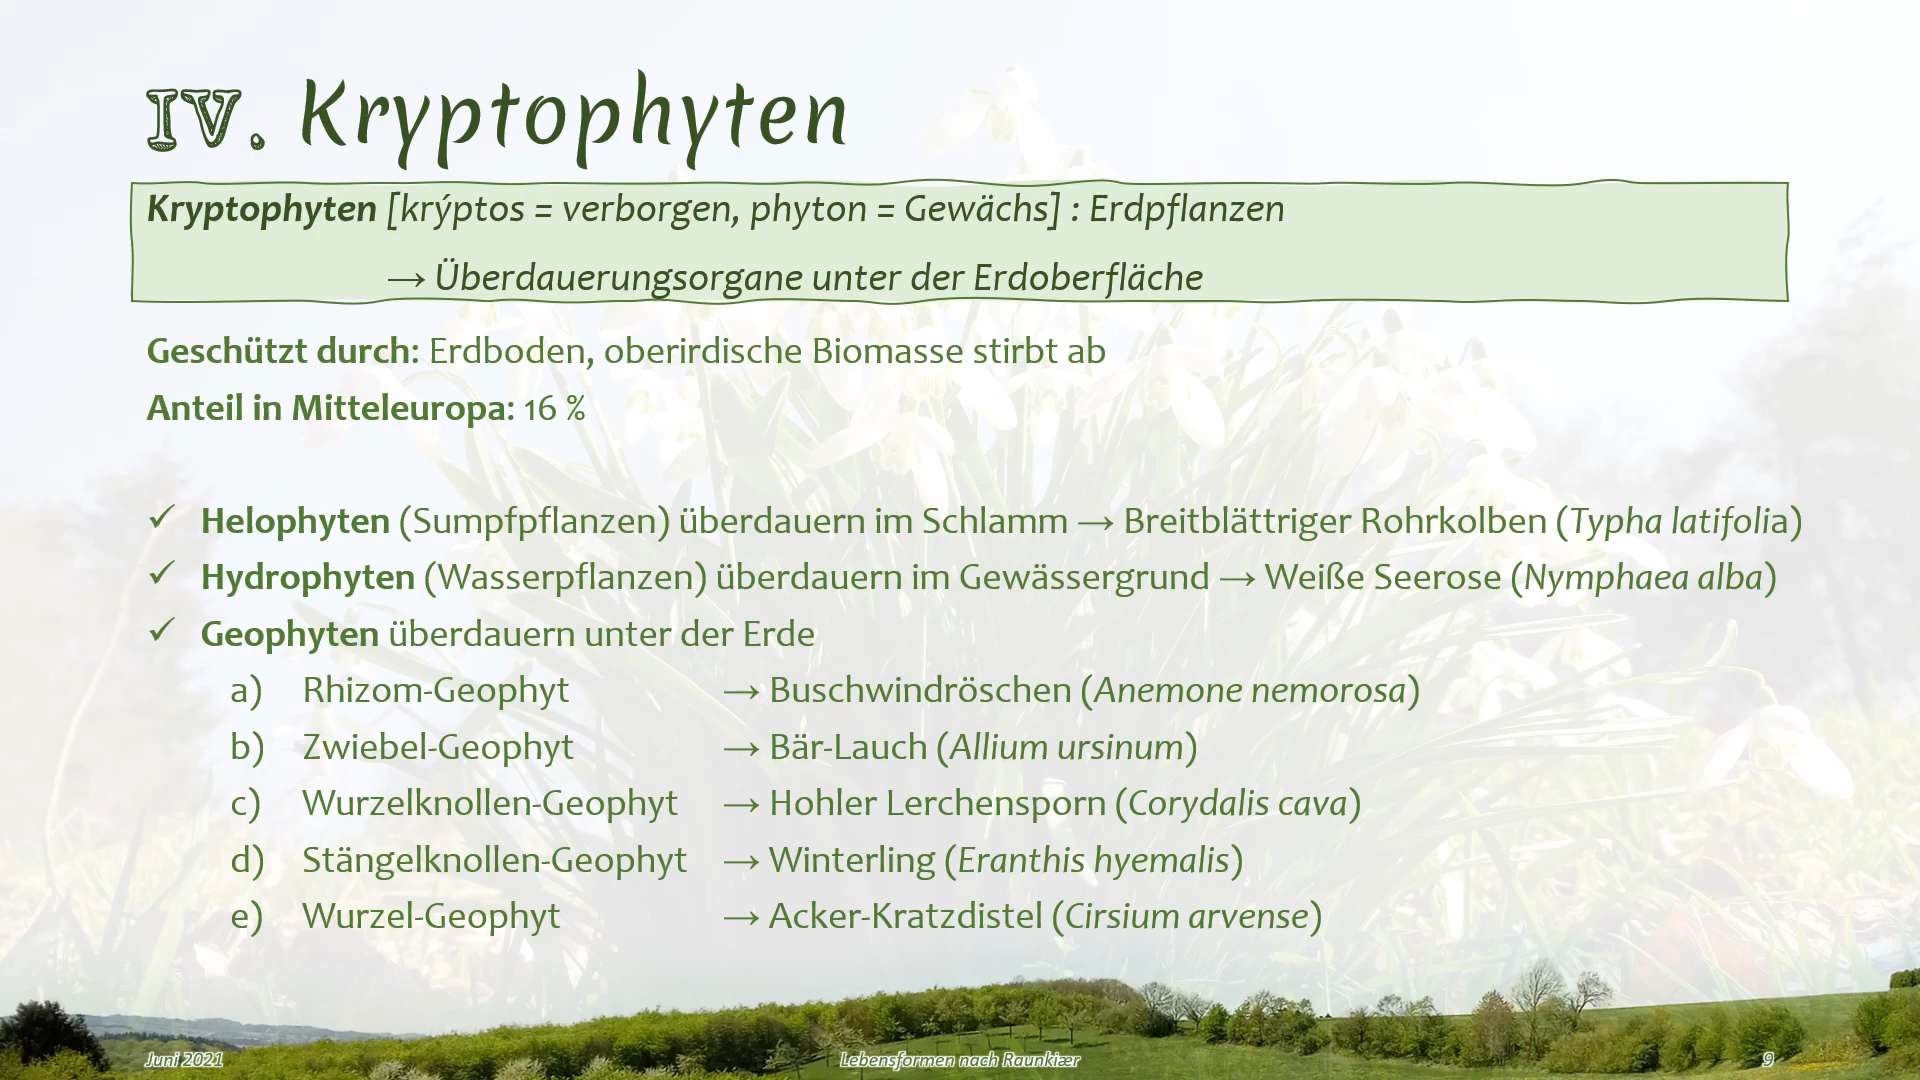 IV. Kryptophyten
Kryptophyten [krýptos = verborgen, phyton = Gewächs] : Erdpflanzen
→ Überdauerungsorgane unter der Erdoberfläche
Geschützt durch: Erdboden, oberirdische Biomasse stirbt ab
Anteil in Mitteleuropa: 16 %
✓ Helophyten (Sumpfpflanzen) überdauern im Schlamm → Breitblättriger Rohrkolben (Typha latifolia)
✓ Hydrophyten (Wasserpflanzen) überdauern im Gewässergrund → Weiße Seerose (Nymphaea alba)
✓ Geophyten überdauern unter der Erde
a) Rhizom-Geophyt → Buschwindröschen (Anemone nemorosa)
b) Zwiebel-Geophyt → Bär-Lauch (Allium ursinum)
c) Wurzelknollen-Geophyt → Hohler Lerchensporn (Corydalis cava)
d) Stängelknollen-Geophyt → Winterling (Eranthis hyemalis)
e) Wurzel-Geophyt → Acker-Kratzdistel (Cirsium arvense)
Juni 2021 Lebensformen nach Raunkiær 9